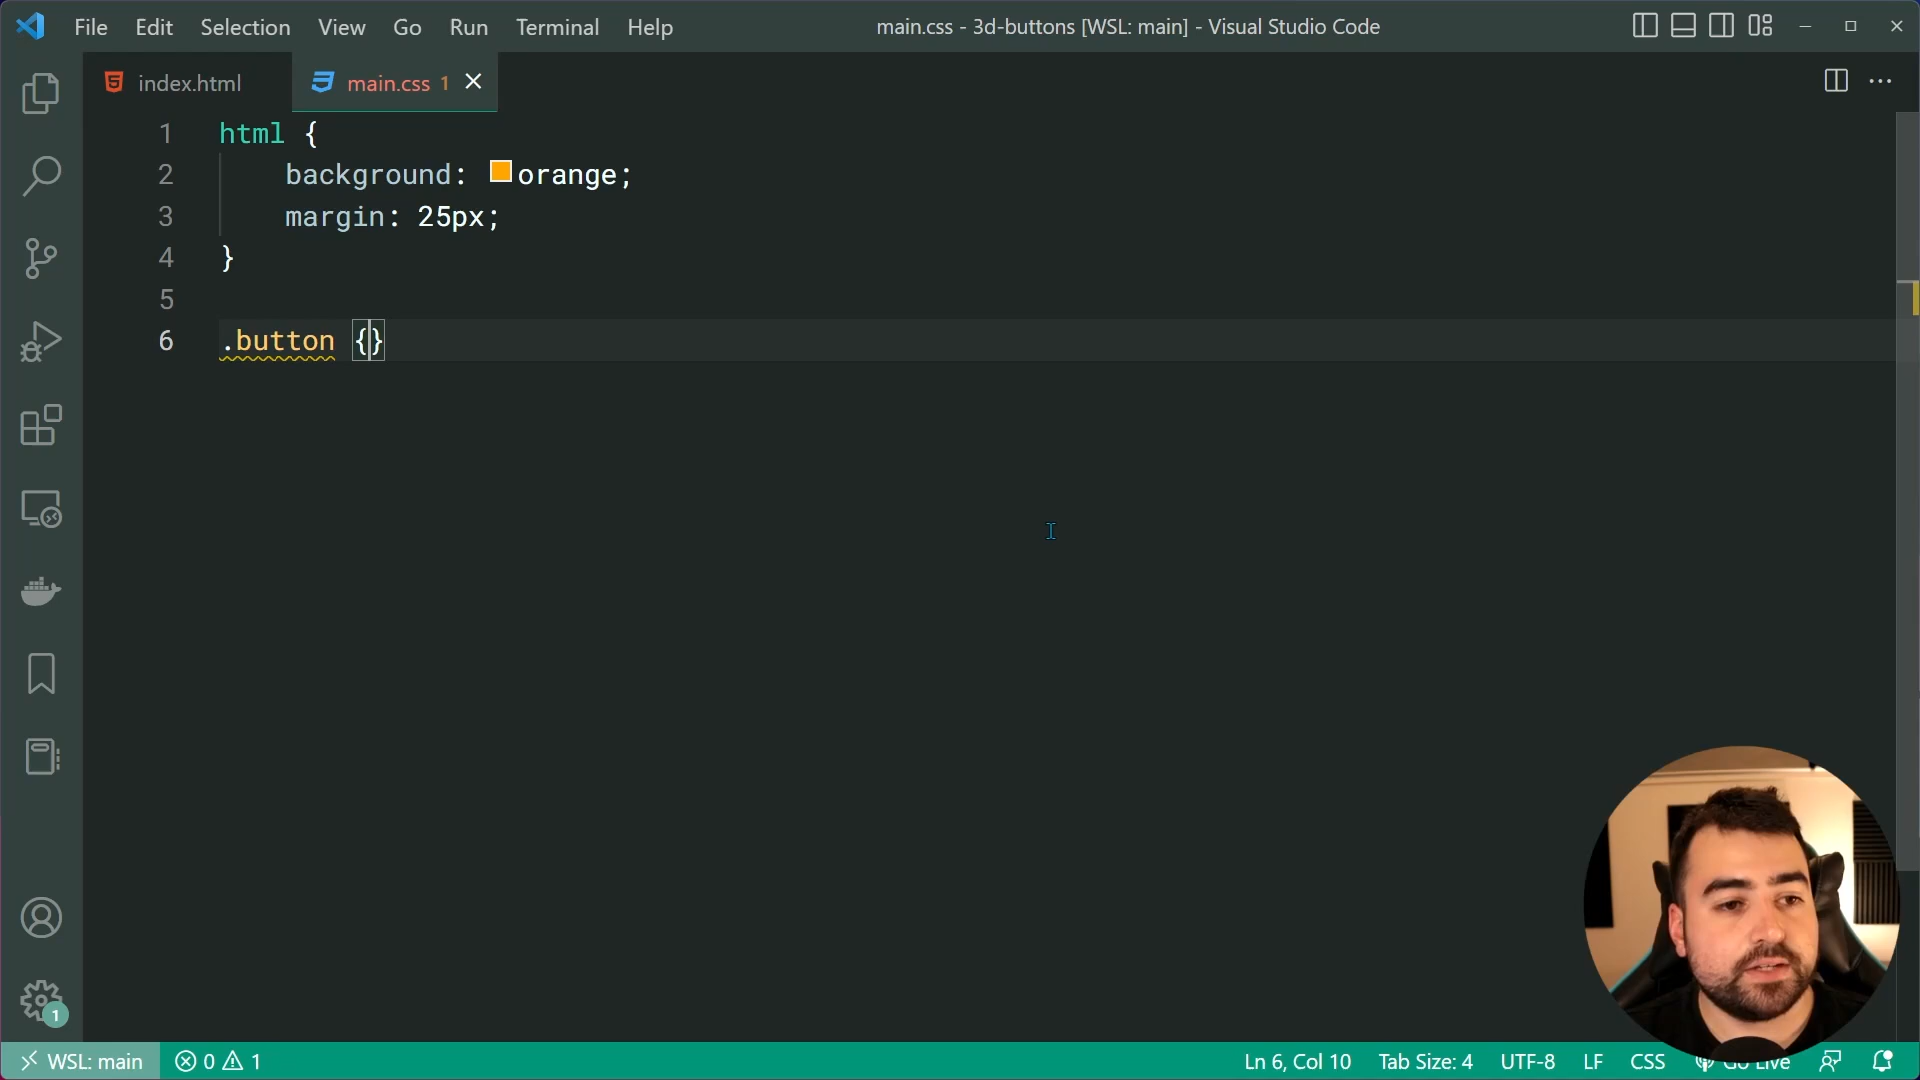 File Edit Selection View Go Run Terminal Help
main.css - 3d-buttons [WSL: main] - Visual Studio Code
index.html
main.css 1
1 html {
2 background: orange;
3 margin: 25px;
4 }
5
6 .button {}
1
WSL: main
0 1
Ln 6, Col 10 Tab Size: 4 UTF-8 LF CSS Go Live